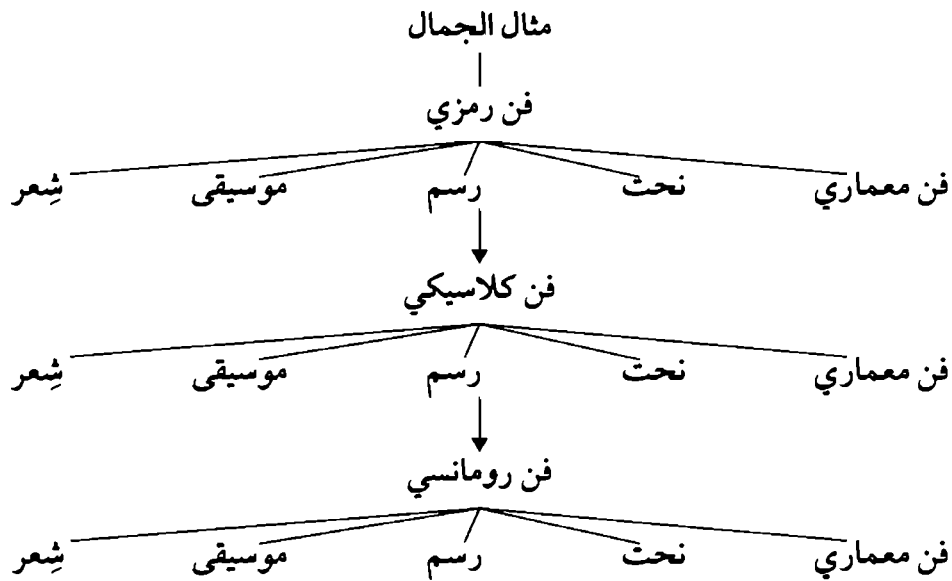 مثال الجمال
فن رمزي
فن معماري نحت رسم موسيقى شِعر
فن كلاسيكي
فن معماري نحت رسم موسيقى شِعر
فن رومانسي
فن معماري نحت رسم موسيقى شِعر